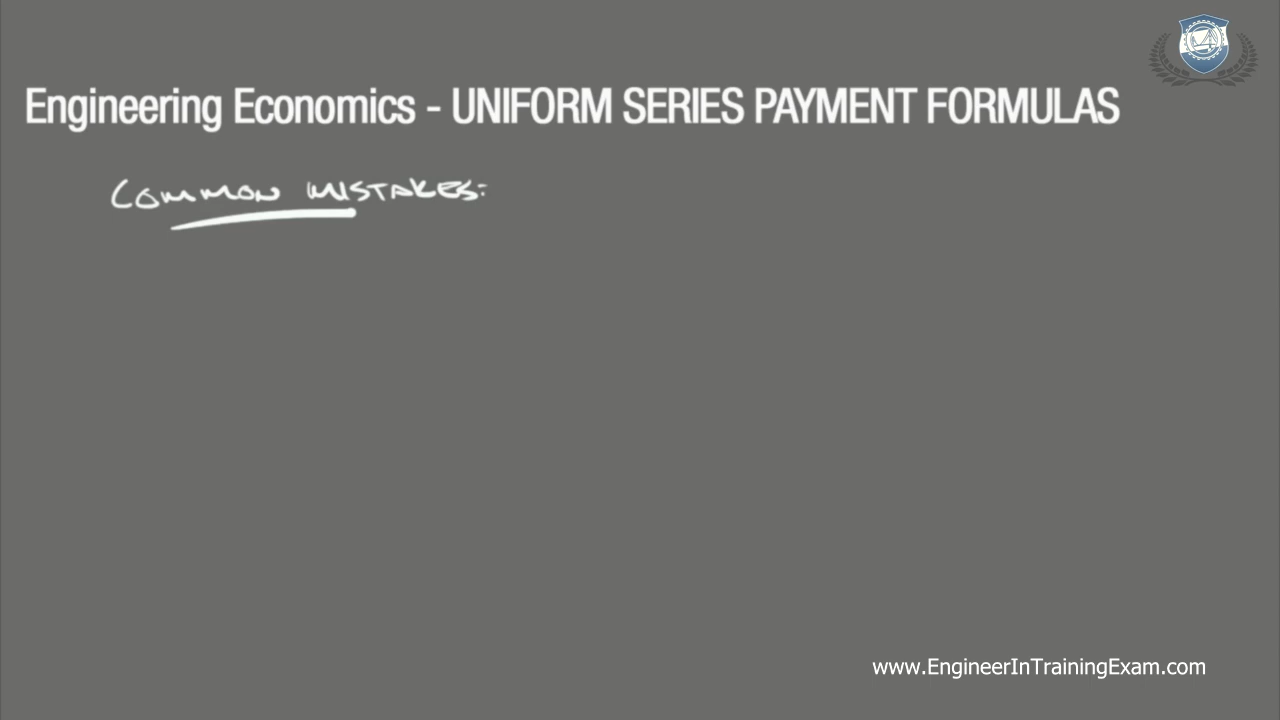 Engineering Economics - UNIFORM SERIES PAYMENT FORMULAS
COMMON MISTAKES:
www.EngineerInTrainingExam.com